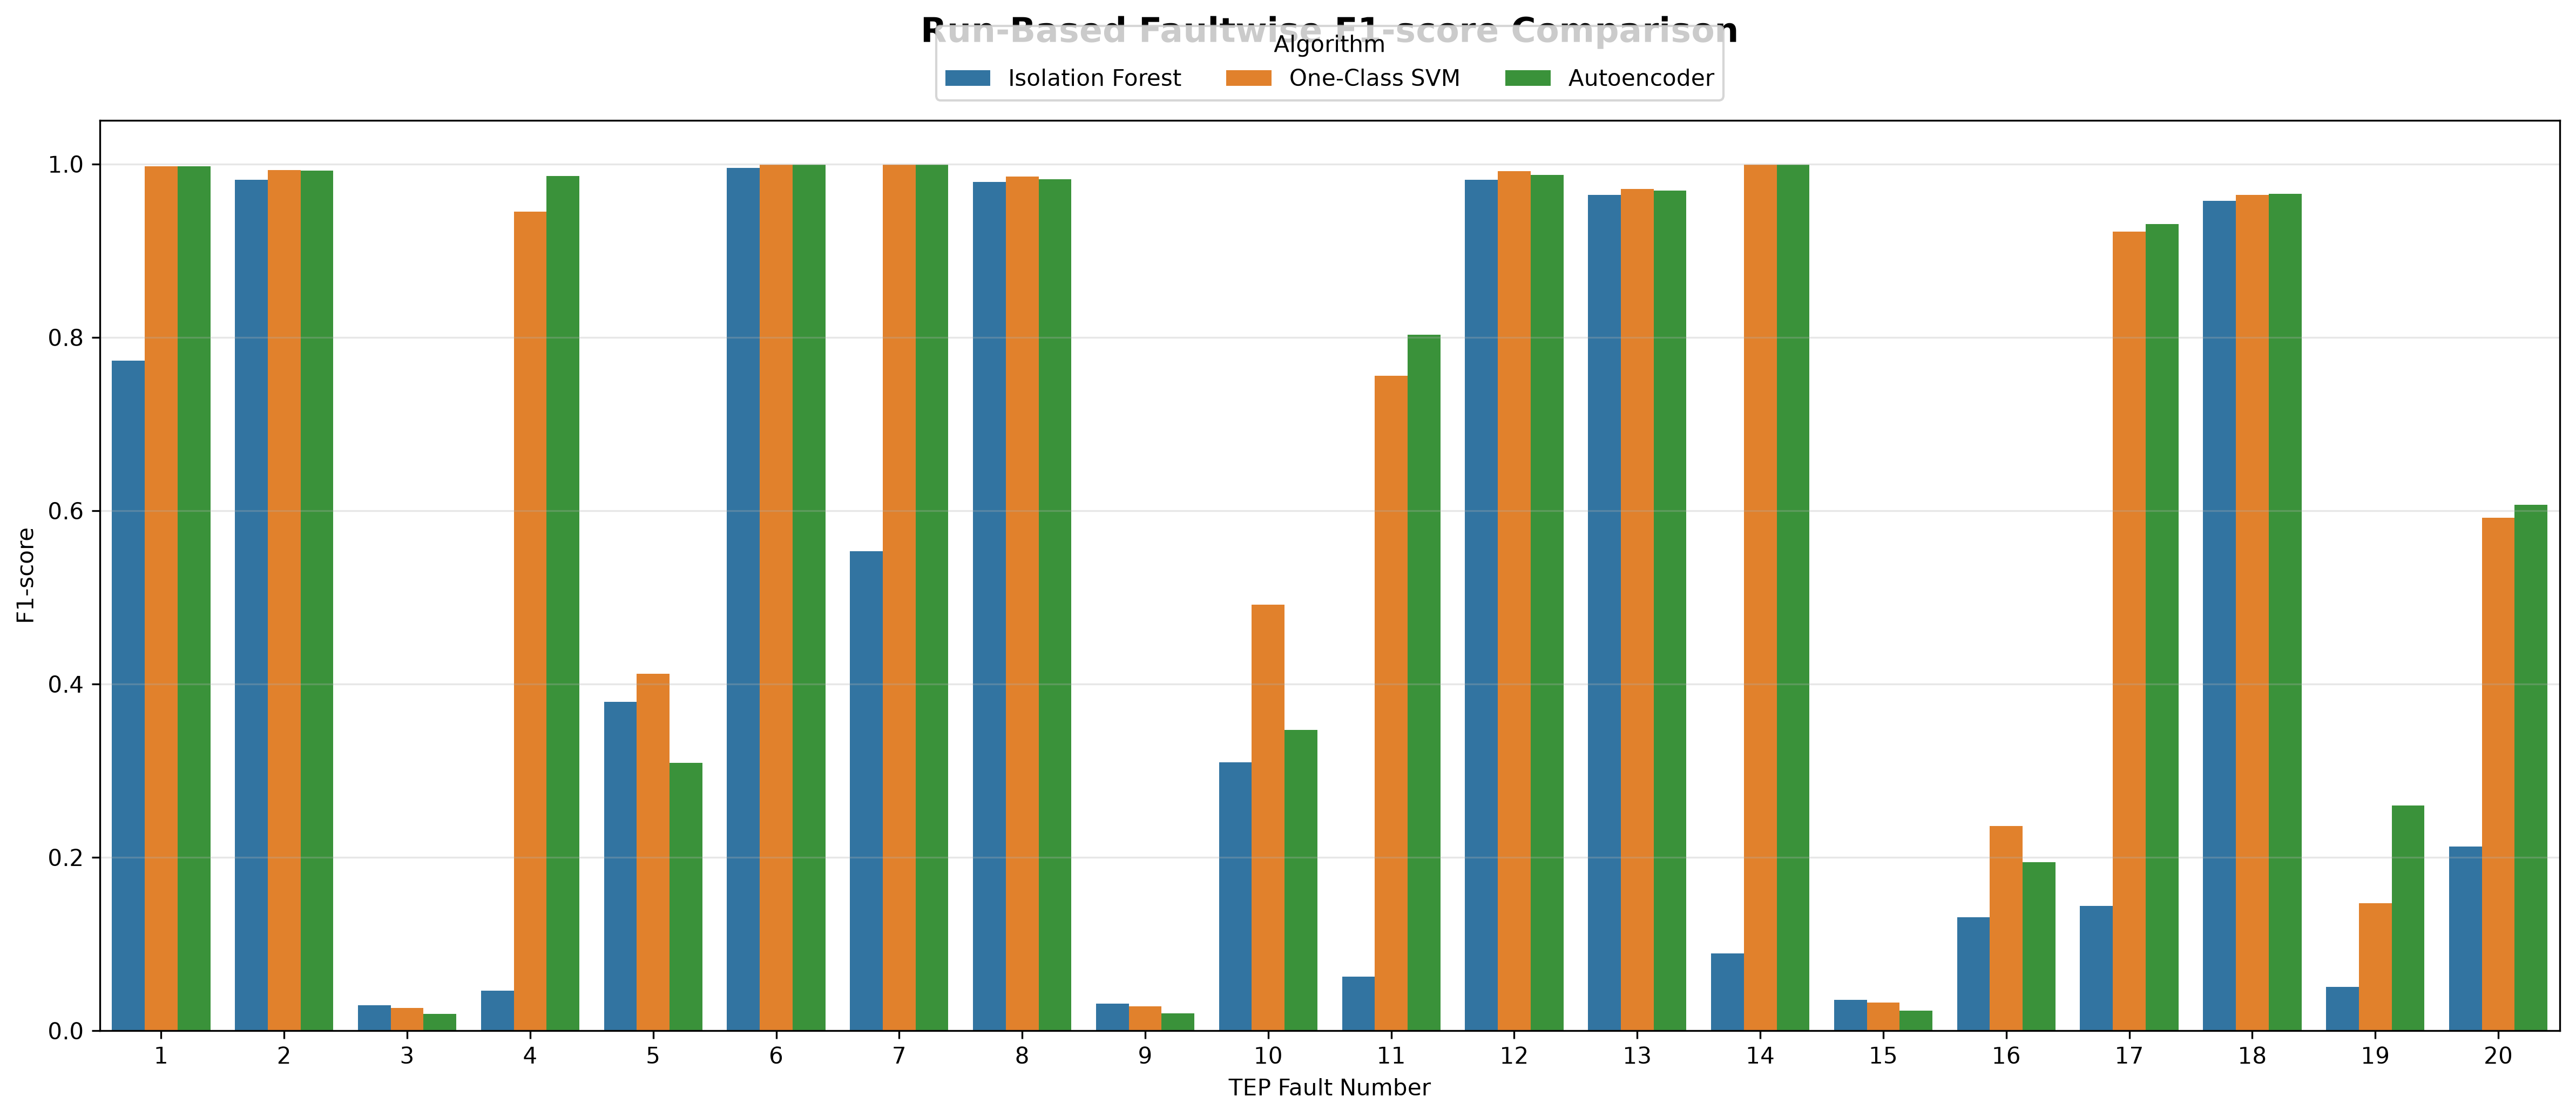 Run-Based Faultwise F1-score Comparison
Algorithm
Isolation Forest One-Class SVM Autoencoder
1.0
0.8
0.6
0.4
0.2
0.0
F1-score
1 2 3 4 5 6 7 8 9 10 11 12 13 14 15 16 17 18 19 20
TEP Fault Number